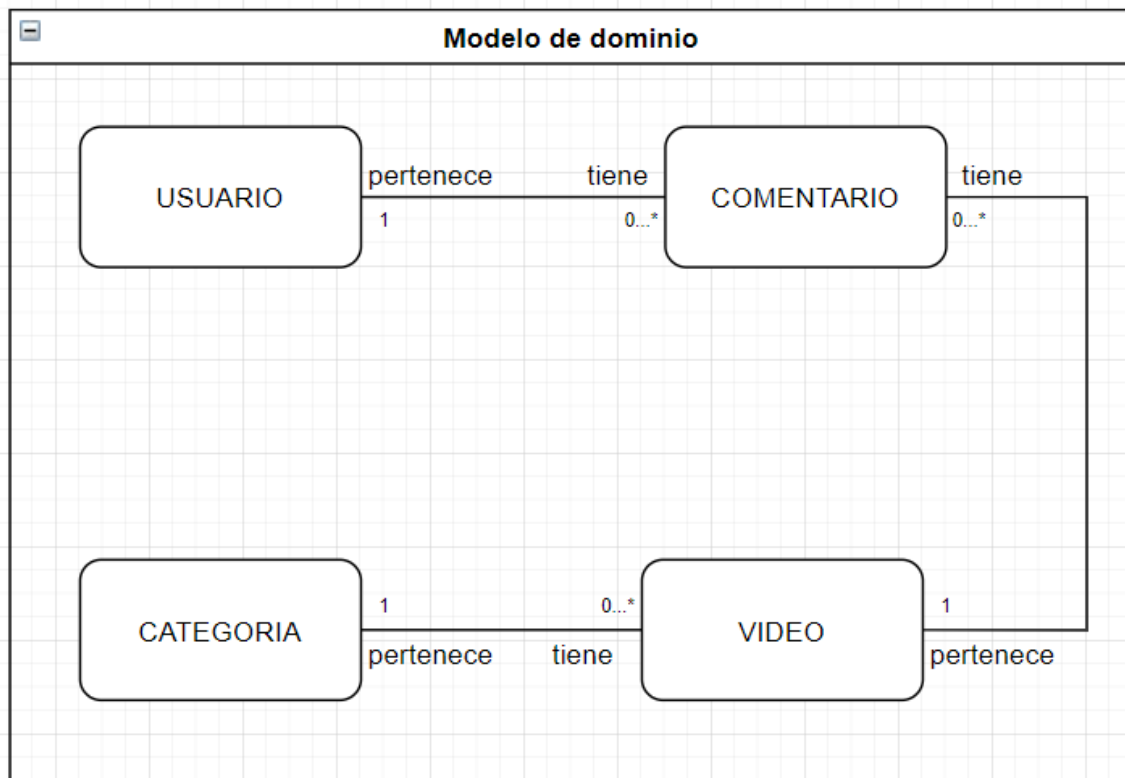 Modelo de dominio
USUARIO
pertenece
1
tiene
0...*
COMENTARIO
tiene
0...*
CATEGORIA
1
pertenece
0...*
tiene
VIDEO
1
pertenece